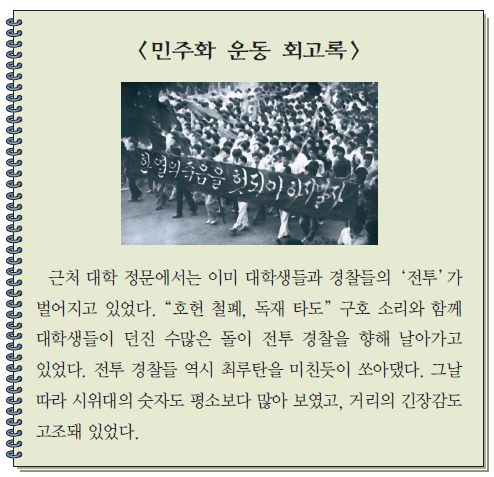 〈민주화 운동 회고록〉
한열의 죽음을 헛되이 하지말자
근처 대학 정문에서는 이미 대학생들과 경찰들의 ‘전투’가
벌어지고 있었다. “호헌 철폐, 독재 타도” 구호 소리와 함께
대학생들이 던진 수많은 돌이 전투 경찰을 향해 날아가고
있었다. 전투 경찰들 역시 최루탄을 미친듯이 쏘아댔다. 그날
따라 시위대의 숫자도 평소보다 많아 보였고, 거리의 긴장감도
고조돼 있었다.